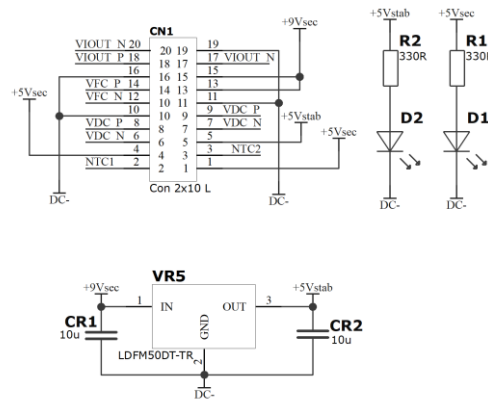 CN1
+9Vsec
+5Vstab
+5Vsec
VIOUT_N 20 20 19 19
VIOUT_P 18 18 17 17 VIOUT_N
16 16 15 15
VFC_P 14 14 13 13
+5Vsec VFC_N 12 10 11 11
10 10 9 9 VDC_P
VDC_P 8 8 7 7 VDC_N +5Vstab
VDC_N 6 6 5 5 +5Vsec
4 4 3 3 NTC2
NTC1 2 2 1 1
Con 2x10 L
DC-
DC-
R2
330R
R1
330R
D2
D1
DC-
DC-
VR5
+9Vsec
+5Vstab
1 IN OUT 3
GND
2
CR1
10u
CR2
10u
LDFM50DT-TR
DC-